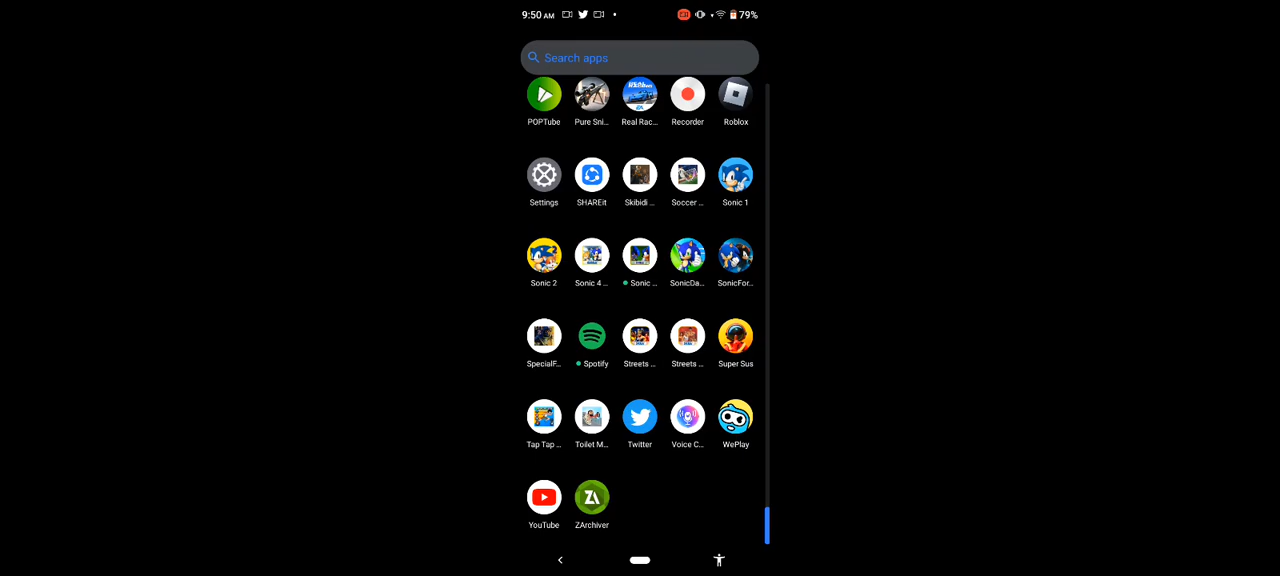 9:50 AM 79%
Search apps
POPTube Pure Sni... Real Rac... Recorder Roblox
Settings SHAREit Skibidi ... Soccer ... Sonic 1
Sonic 2 Sonic 4 ... Sonic ... SonicDa... SonicFor...
SpecialF... Spotify Streets ... Streets ... Super Sus
Tap Tap ... Toilet M... Twitter Voice C... WePlay
YouTube ZArchiver